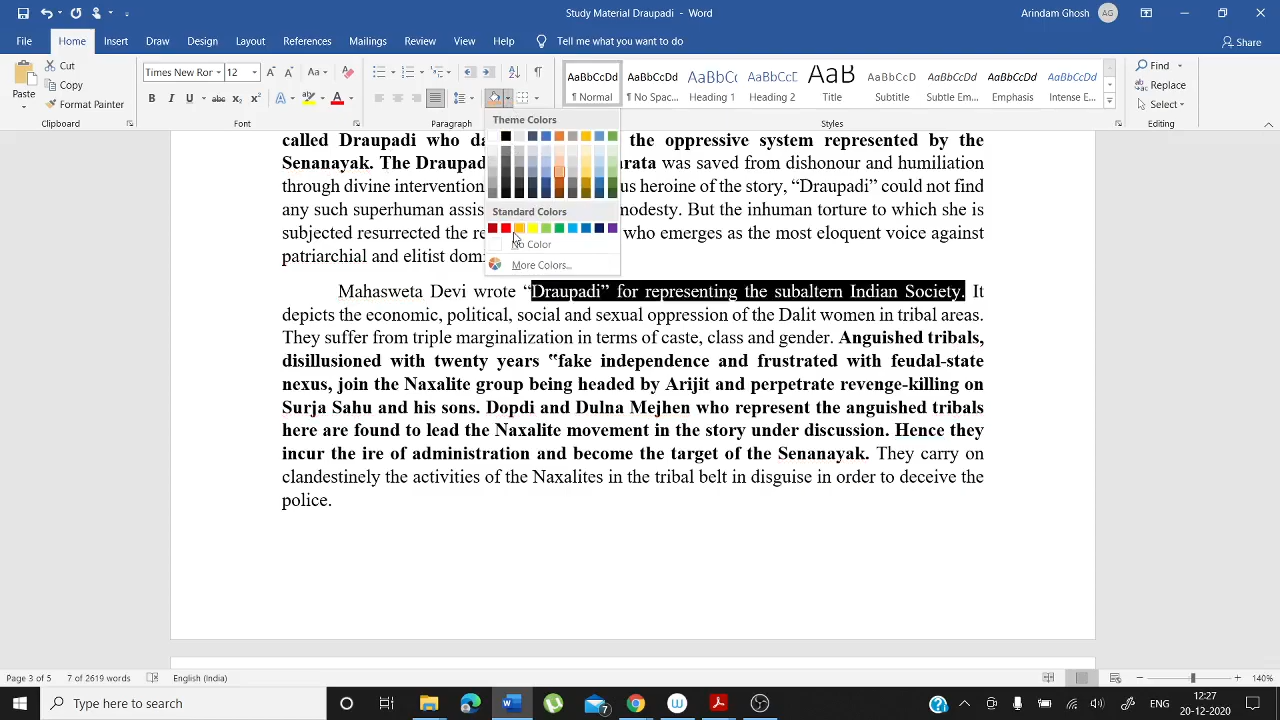 Study Material Draupadi - Word
Arindam Ghosh AG
File Home Insert Draw Design Layout References Mailings Review View Help Tell me what you want to do Share
Paste Cut Copy Format Painter Clipboard
Times New Ror 12 Aa
B I U abc x₂ x² A A Font
Paragraph
AaBbCcDd AaBbCcDd AaBbCc AaBbCcE AaB AaBbCcD AaBbCcDd AaBbCcDd AaBbCcDd
¶ Normal ¶ No Spac... Heading 1 Heading 2 Title Subtitle Subtle Em... Emphasis Intense E...
Styles
Find Replace Select Editing
Theme Colors
Standard Colors
No Color
More Colors...
called Draupadi who da the oppressive system represented by the
Senanayak. The Draupad arata was saved from dishonour and humiliation
through divine intervention us heroine of the story, “Draupadi” could not find
any such superhuman assis modesty. But the inhuman torture to which she is
subjected resurrected the re who emerges as the most eloquent voice against
patriarchial and elitist domi
Mahasweta Devi wrote “Draupadi” for representing the subaltern Indian Society. It
depicts the economic, political, social and sexual oppression of the Dalit women in tribal areas.
They suffer from triple marginalization in terms of caste, class and gender. Anguished tribals,
disillusioned with twenty years ‟fake independence and frustrated with feudal-state
nexus, join the Naxalite group being headed by Arijit and perpetrate revenge-killing on
Surja Sahu and his sons. Dopdi and Dulna Mejhen who represent the anguished tribals
here are found to lead the Naxalite movement in the story under discussion. Hence they
incur the ire of administration and become the target of the Senanayak. They carry on
clandestinely the activities of the Naxalites in the tribal belt in disguise in order to deceive the
police.
Page 3 of 5 7 of 2619 words English (India) 140%
Type here to search
7
ENG
12:27
20-12-2020